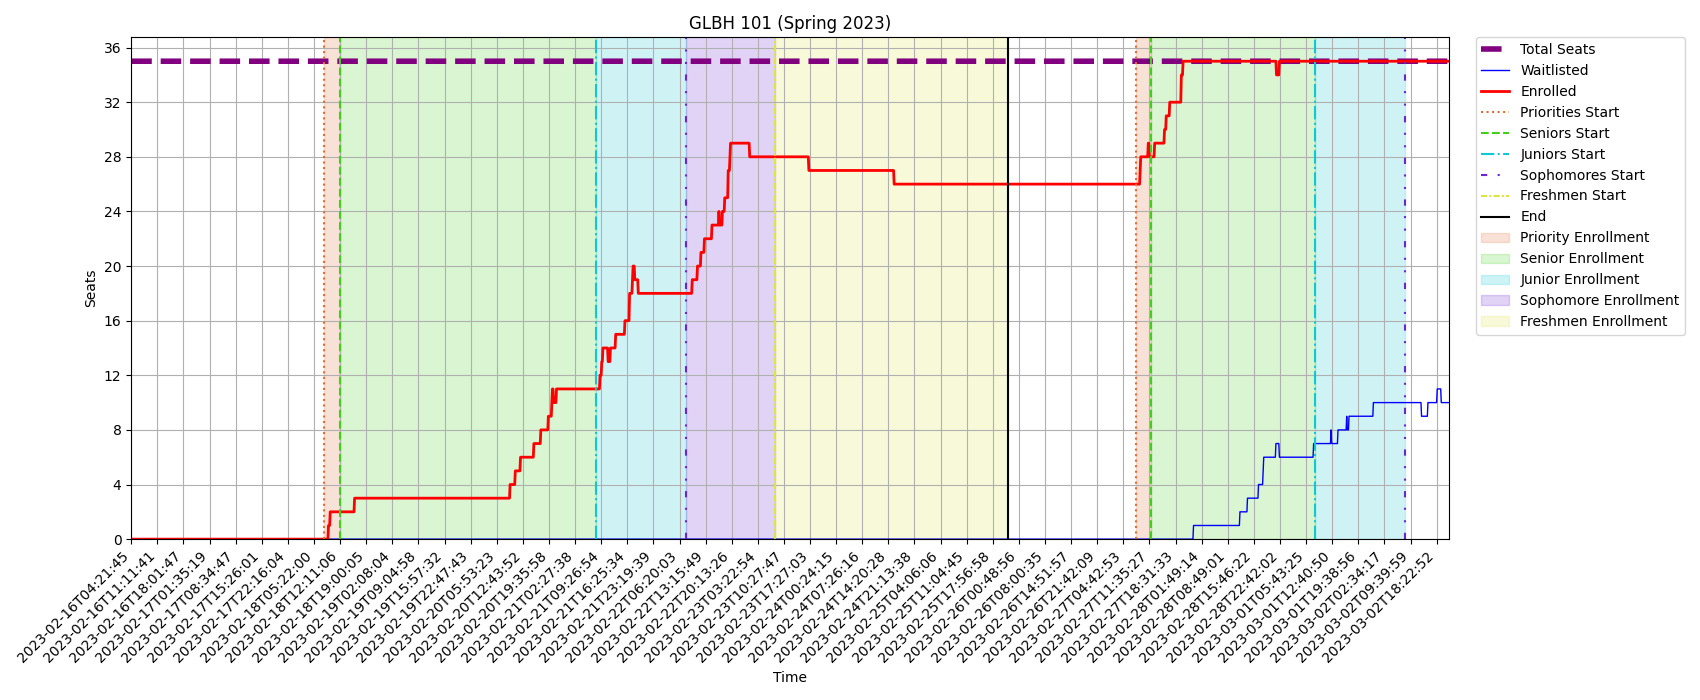 GLBH 101 (Spring 2023)
36
32
28
24
20
16
12
8
4
0
Seats
2023-02-16T04:21:45
2023-02-16T11:11:41
2023-02-16T18:01:47
2023-02-17T01:35:19
2023-02-17T08:34:47
2023-02-17T15:26:01
2023-02-17T22:16:04
2023-02-18T05:22:00
2023-02-18T12:11:06
2023-02-18T19:00:05
2023-02-19T02:08:04
2023-02-19T09:04:58
2023-02-19T15:57:32
2023-02-19T22:47:43
2023-02-20T05:53:23
2023-02-20T12:43:52
2023-02-20T19:35:58
2023-02-21T02:27:38
2023-02-21T09:26:54
2023-02-21T16:25:34
2023-02-21T23:19:39
2023-02-22T06:20:03
2023-02-22T13:15:49
2023-02-22T20:13:26
2023-02-23T03:22:54
2023-02-23T10:27:47
2023-02-23T17:27:03
2023-02-24T00:24:15
2023-02-24T07:26:16
2023-02-24T14:20:28
2023-02-24T21:13:38
2023-02-25T04:06:06
2023-02-25T11:04:45
2023-02-25T17:56:58
2023-02-26T00:48:56
2023-02-26T08:00:35
2023-02-26T14:51:57
2023-02-26T21:42:09
2023-02-27T04:42:53
2023-02-27T11:35:27
2023-02-27T18:31:33
2023-02-28T01:49:14
2023-02-28T08:49:01
2023-02-28T15:46:22
2023-02-28T22:42:02
2023-03-01T05:43:25
2023-03-01T12:40:50
2023-03-01T19:38:56
2023-03-02T02:34:17
2023-03-02T09:39:59
2023-03-02T18:22:52
Time
Total Seats
Waitlisted
Enrolled
Priorities Start
Seniors Start
Juniors Start
Sophomores Start
Freshmen Start
End
Priority Enrollment
Senior Enrollment
Junior Enrollment
Sophomore Enrollment
Freshmen Enrollment